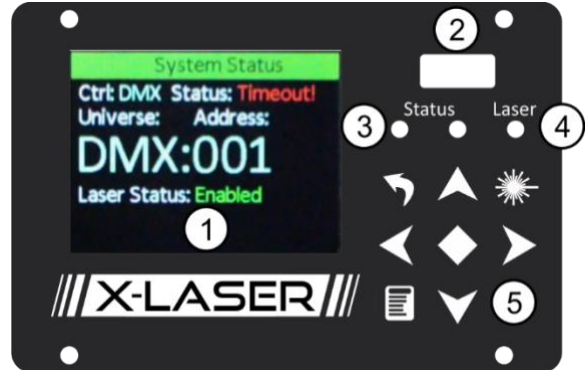 System Status
Ctrl: DMX Status: Timeout!
Universe: Address:
DMX:001
Laser Status: Enabled
1
X-LASER
2
3 Status Laser 4
5